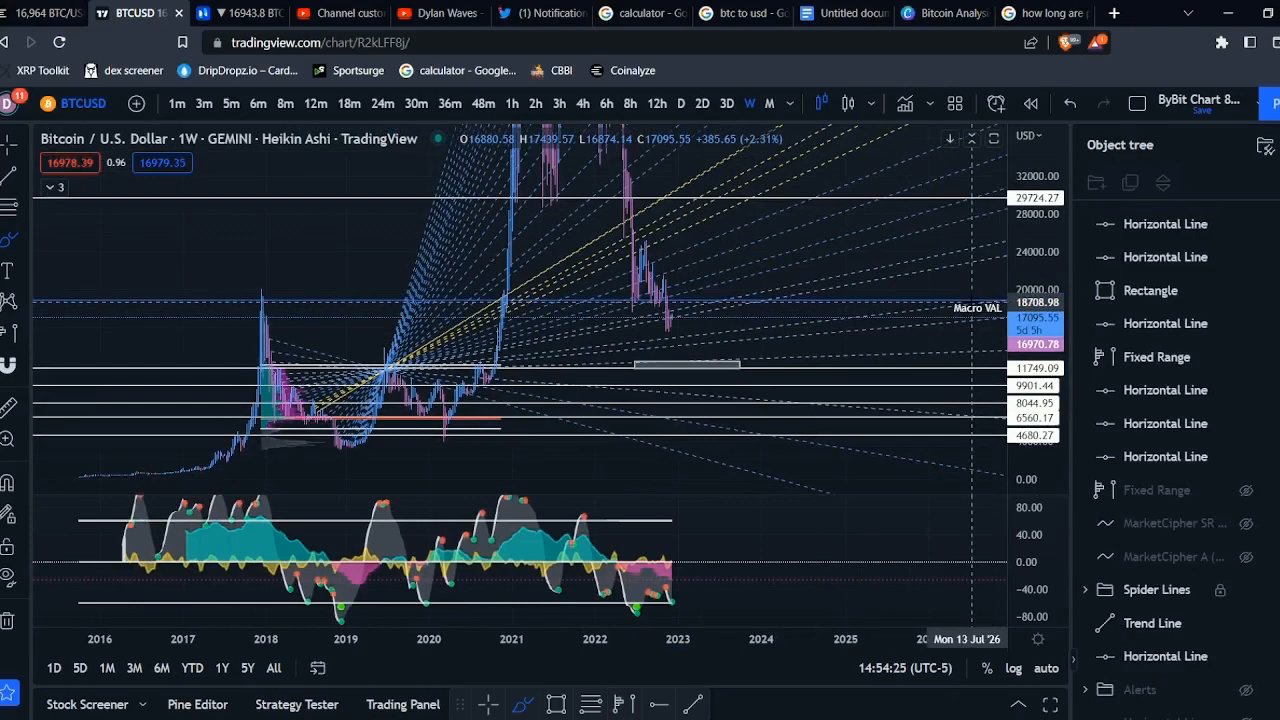 16,964 BTC/US
BTCUSD
16943.8 BTC
Channel custo
Dylan Waves -
(1) Notification
calculator - Go
btc to usd - Go
Untitled docum
Bitcoin Analysi
how long are p
tradingview.com/chart/R2kLFF8j/
XRP Toolkit
dex screener
DripDropz.io – Card...
Sportsurge
calculator - Google...
CBBI
Coinalyze
D 11
BTCUSD
1m 3m 5m 6m 8m 12m 18m 24m 30m 36m 48m 1h 2h 3h 4h 6h 8h 12h D 2D 3D W M
ByBit Chart 8...
Save
Bitcoin / U.S. Dollar · 1W · GEMINI · Heikin Ashi · TradingView
O16880.58 H17439.57 L16874.14 C17095.55 +385.65 (+2.31%)
USD
16978.39 0.96 16979.35
3
32000.00
29724.27
28000.00
24000.00
20000.00
18708.98
Macro VAL
17095.55
5d 5h
16970.78
11749.09
9901.44
8044.95
6560.17
4680.27
0.00
80.00
40.00
0.00
−40.00
−80.00
2016 2017 2018 2019 2020 2021 2022 2023 2024 2025
Mon 13 Jul '26
1D 5D 1M 3M 6M YTD 1Y 5Y All
14:54:25 (UTC-5)
% log auto
Stock Screener
Pine Editor
Strategy Tester
Trading Panel
Object tree
Horizontal Line
Horizontal Line
Rectangle
Horizontal Line
Fixed Range
Horizontal Line
Horizontal Line
Horizontal Line
Fixed Range
MarketCipher SR ...
MarketCipher A (...
Spider Lines
Trend Line
Horizontal Line
Alerts